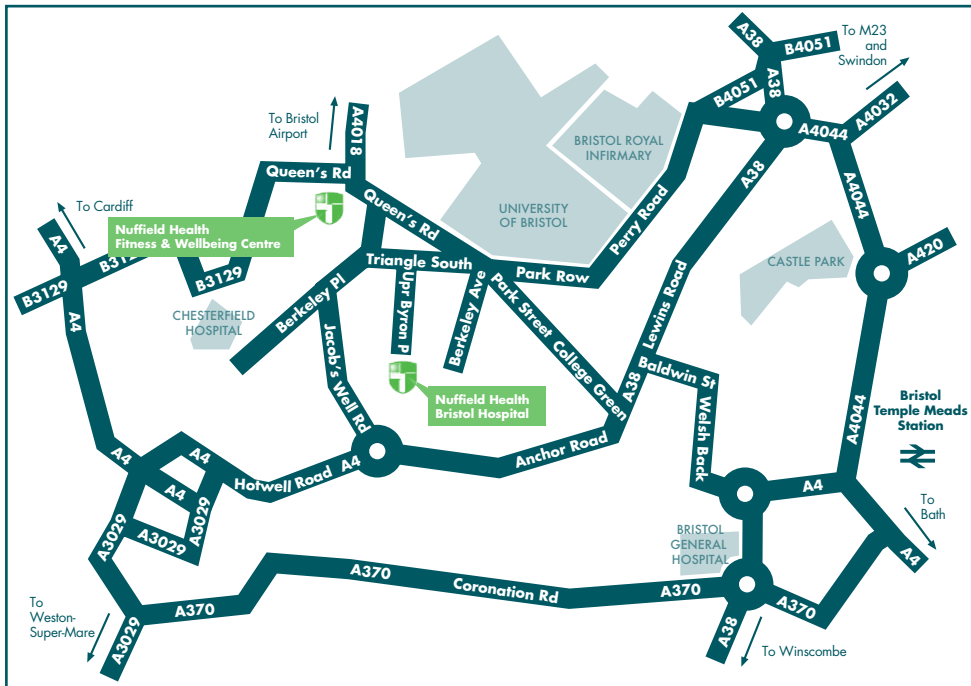 A38
B4051
To M23
and
Swindon
A38
B4051
A4032
A4044
To Bristol
Airport
A4018
BRISTOL ROYAL
INFIRMARY
A38
Queen's Rd
A4044
To Cardiff
Queen's Rd
UNIVERSITY
OF BRISTOL
Perry Road
A4
Nuffield Health
Fitness & Wellbeing Centre
A420
B3129
Triangle South
Park Row
CASTLE PARK
B3129
B3129
Berkeley Pl
Upr Byron P
Berkeley Ave
Park Street
Lewins Road
A4
CHESTERFIELD
HOSPITAL
Jacob's Well Rd
College Green
Baldwin St
A38
Nuffield Health
Bristol Hospital
Welsh Back
A4044
Bristol
Temple Meads
Station
Anchor Road
A4
A4
Hotwell Road
A4
A4
A4
To
Bath
A3029
A3029
A3029
BRISTOL
GENERAL
HOSPITAL
A4
A370
Coronation Rd
A370
A370
To
Weston-
Super-Mare
A370
A3029
A38
To Winscombe